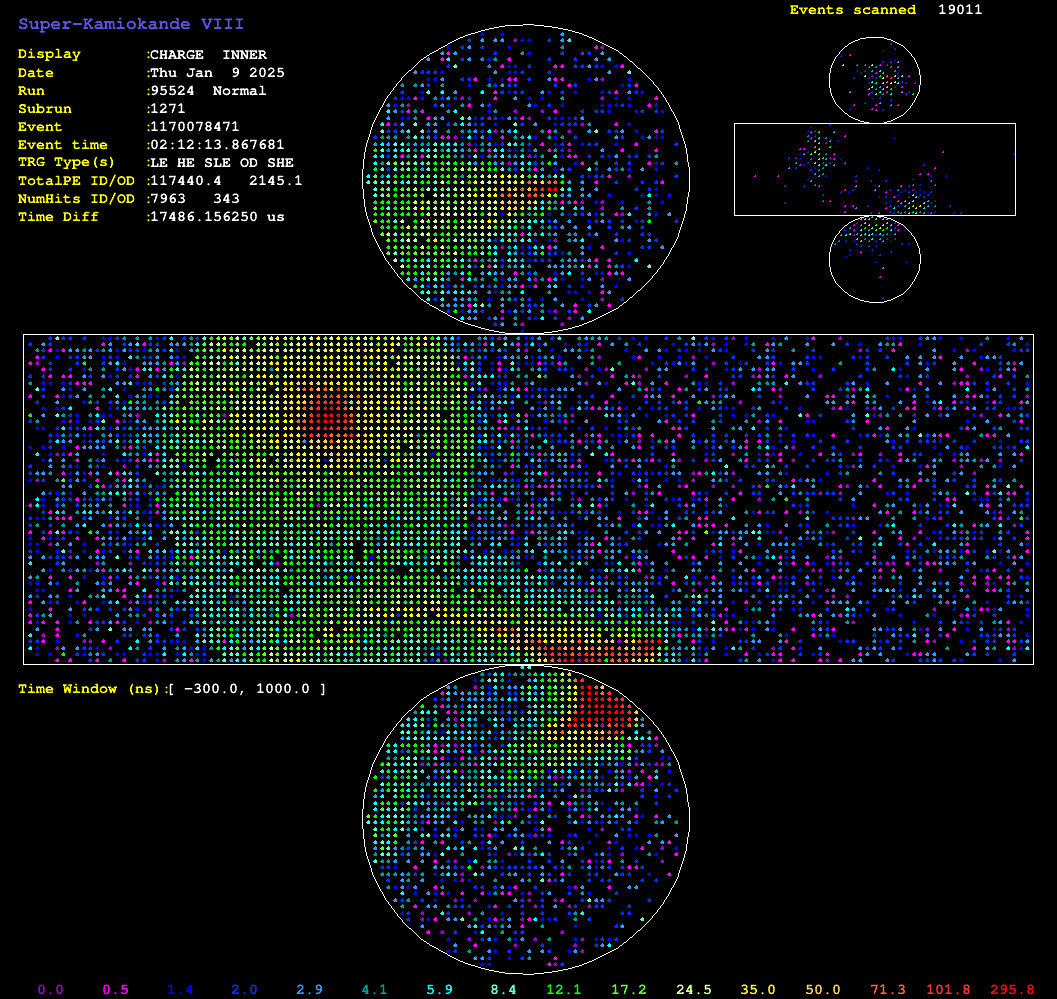 Super-Kamiokande VIII
Events scanned 19011
Display :CHARGE INNER
Date :Thu Jan 9 2025
Run :95524 Normal
Subrun :1271
Event :1170078471
Event time :02:12:13.867681
TRG Type(s) :LE HE SLE OD SHE
TotalPE ID/OD :117440.4 2145.1
NumHits ID/OD :7963 343
Time Diff :17486.156250 us
Time Window (ns):[ -300.0, 1000.0 ]
0.0 0.5 1.4 2.0 2.9 4.1 5.9 8.4 12.1 17.2 24.5 35.0 50.0 71.3 101.8 295.8